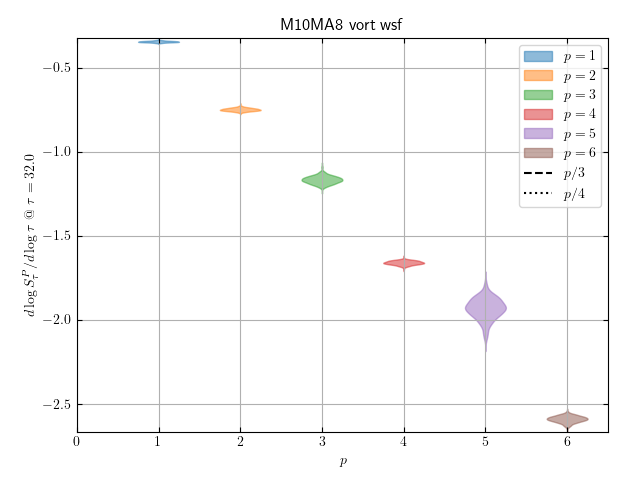 M10MA8 vort wsf
d log S_τ^P / d log τ @ τ = 32.0
−0.5
−1.0
−1.5
−2.0
−2.5
0 1 2 3 4 5 6
p
p = 1
p = 2
p = 3
p = 4
p = 5
p = 6
p/3
p/4